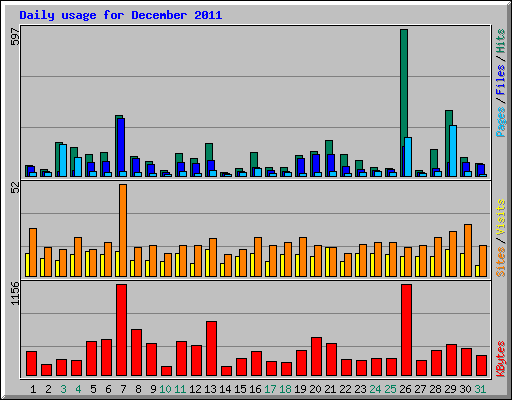 Daily usage for December 2011
597
Pages / Files / Hits
52
Sites / Visits
1156
KBytes
1 2 3 4 5 6 7 8 9 10 11 12 13 14 15 16 17 18 19 20 21 22 23 24 25 26 27 28 29 30 31